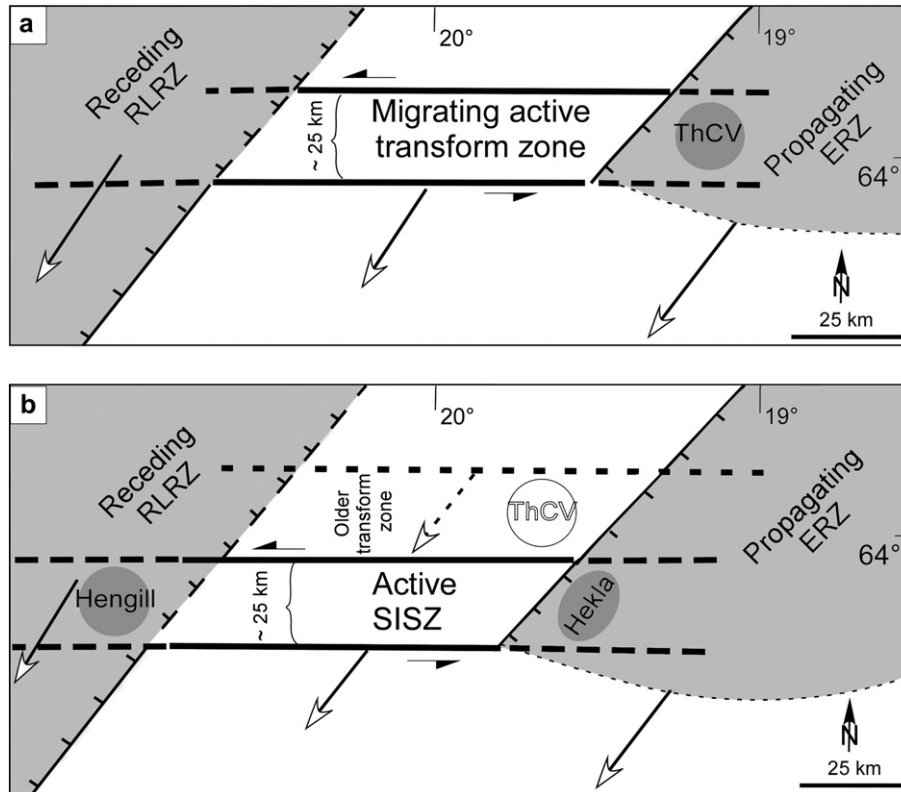 a
20°
19°
Receding
RLRZ
~ 25 km
Migrating active
transform zone
ThCV
Propagating
ERZ
64°
N
25 km
b
20°
19°
Receding
RLRZ
Older
transform
zone
ThCV
Propagating
ERZ
64°
Hengill
~ 25 km
Active
SISZ
Hekla
N
25 km